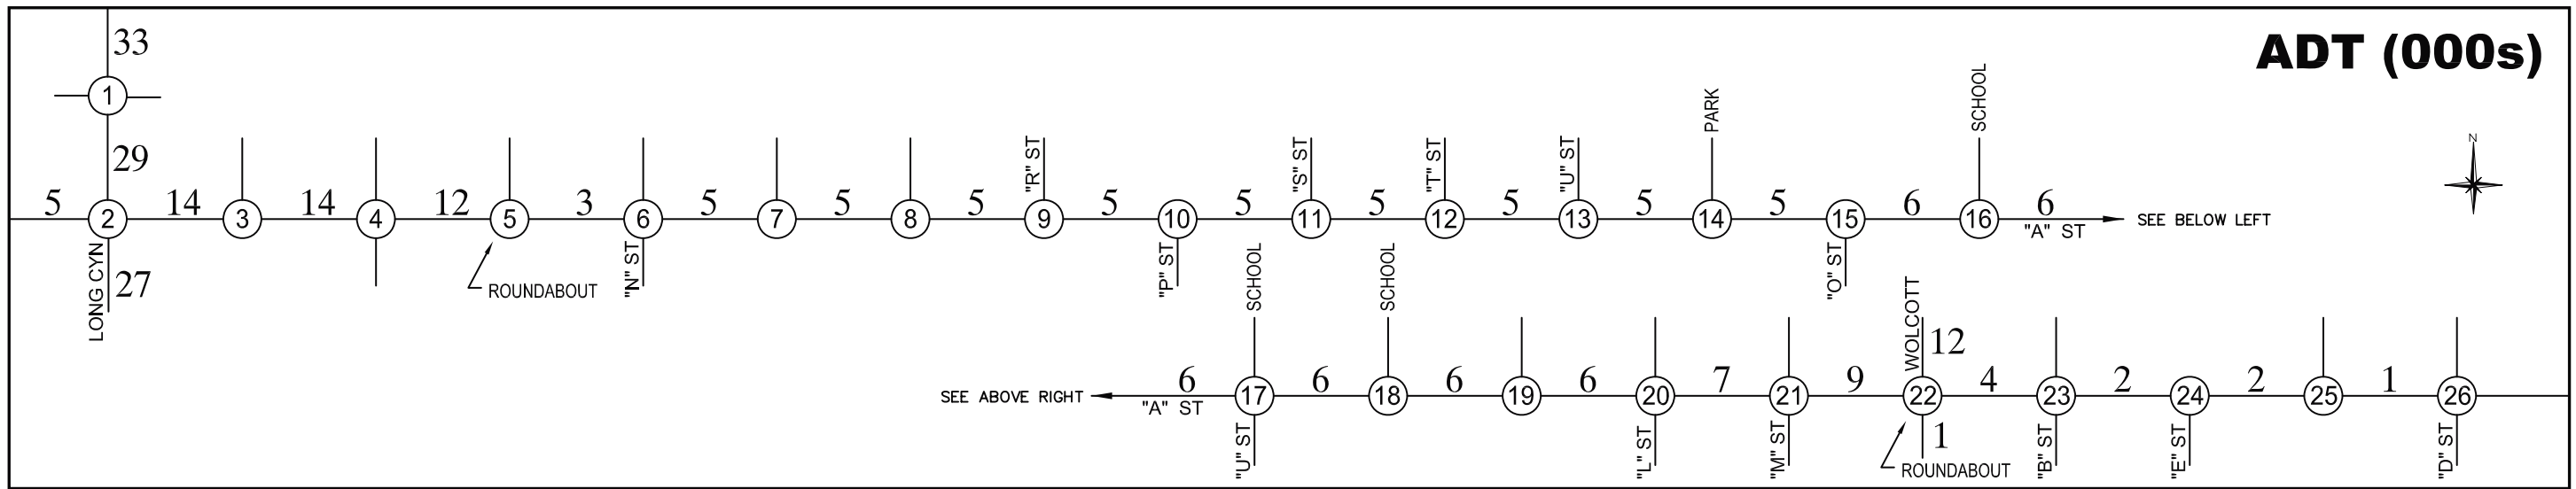 ADT (000s)
33
1
29
N
PARK
SCHOOL
"R" ST
"S" ST
"T" ST
"U" ST
5
2
14
3
14
4
12
5
3
6
5
7
5
8
5
9
5
10
5
11
5
12
5
13
5
14
5
15
6
16
6
"A" ST
SEE BELOW LEFT
LONG CYN
27
ROUNDABOUT
"N" ST
"P" ST
"O" ST
SCHOOL
SCHOOL
WOLCOTT
12
SEE ABOVE RIGHT
6
"A" ST
17
6
18
6
19
6
20
7
21
9
22
4
23
2
24
2
25
1
26
"U" ST
"L" ST
"M" ST
ROUNDABOUT
1
"B" ST
"E" ST
"D" ST